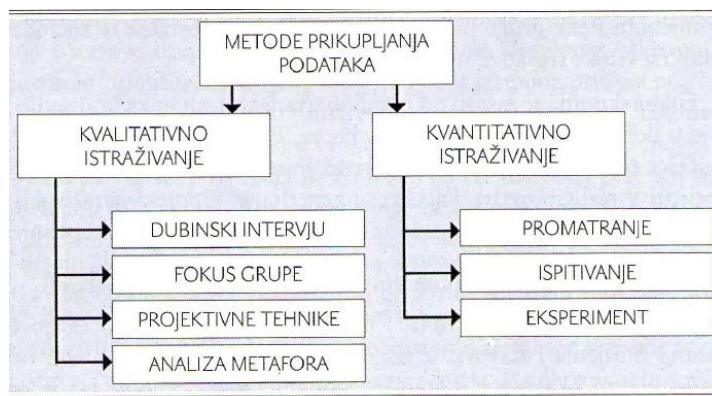 METODE PRIKUPLJANJA
PODATAKA
KVALITATIVNO
ISTRAŽIVANJE
DUBINSKI INTERVJU
FOKUS GRUPE
PROJEKTIVNE TEHNIKE
ANALIZA METAFORA
KVANTITATIVNO
ISTRAŽIVANJE
PROMATRANJE
ISPITIVANJE
EKSPERIMENT